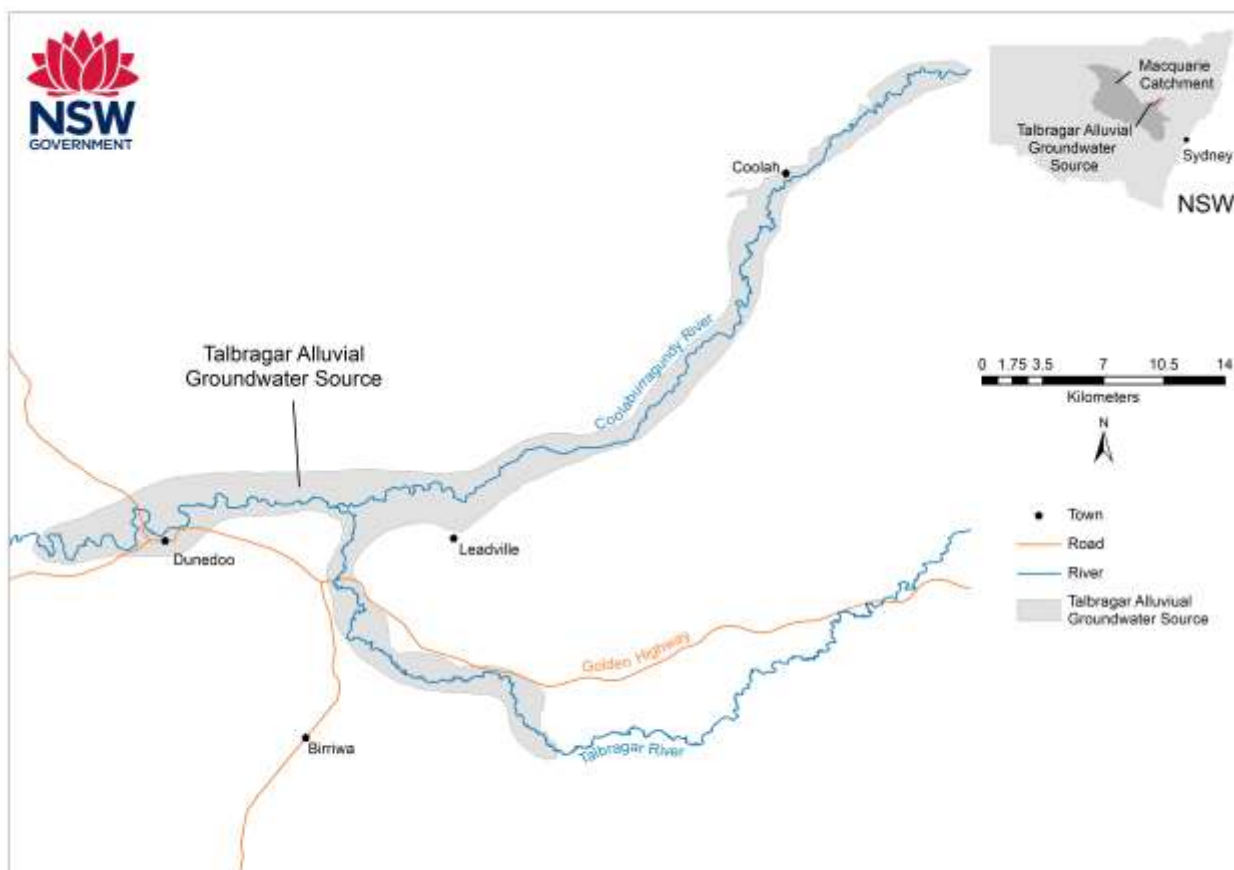 NSW
GOVERNMENT
Macquarie
Catchment
Talbragar Alluvial
Groundwater
Source
Sydney
NSW
Coolah
Coolaburragundy River
Talbragar Alluvial
Groundwater Source
0 1.75 3.5 7 10.5 14
Kilometers
N
Dunedoo
Leadville
Town
Road
River
Talbragar Alluviual
Groundwater Source
Golden Highway
Talbragar River
Birriwa